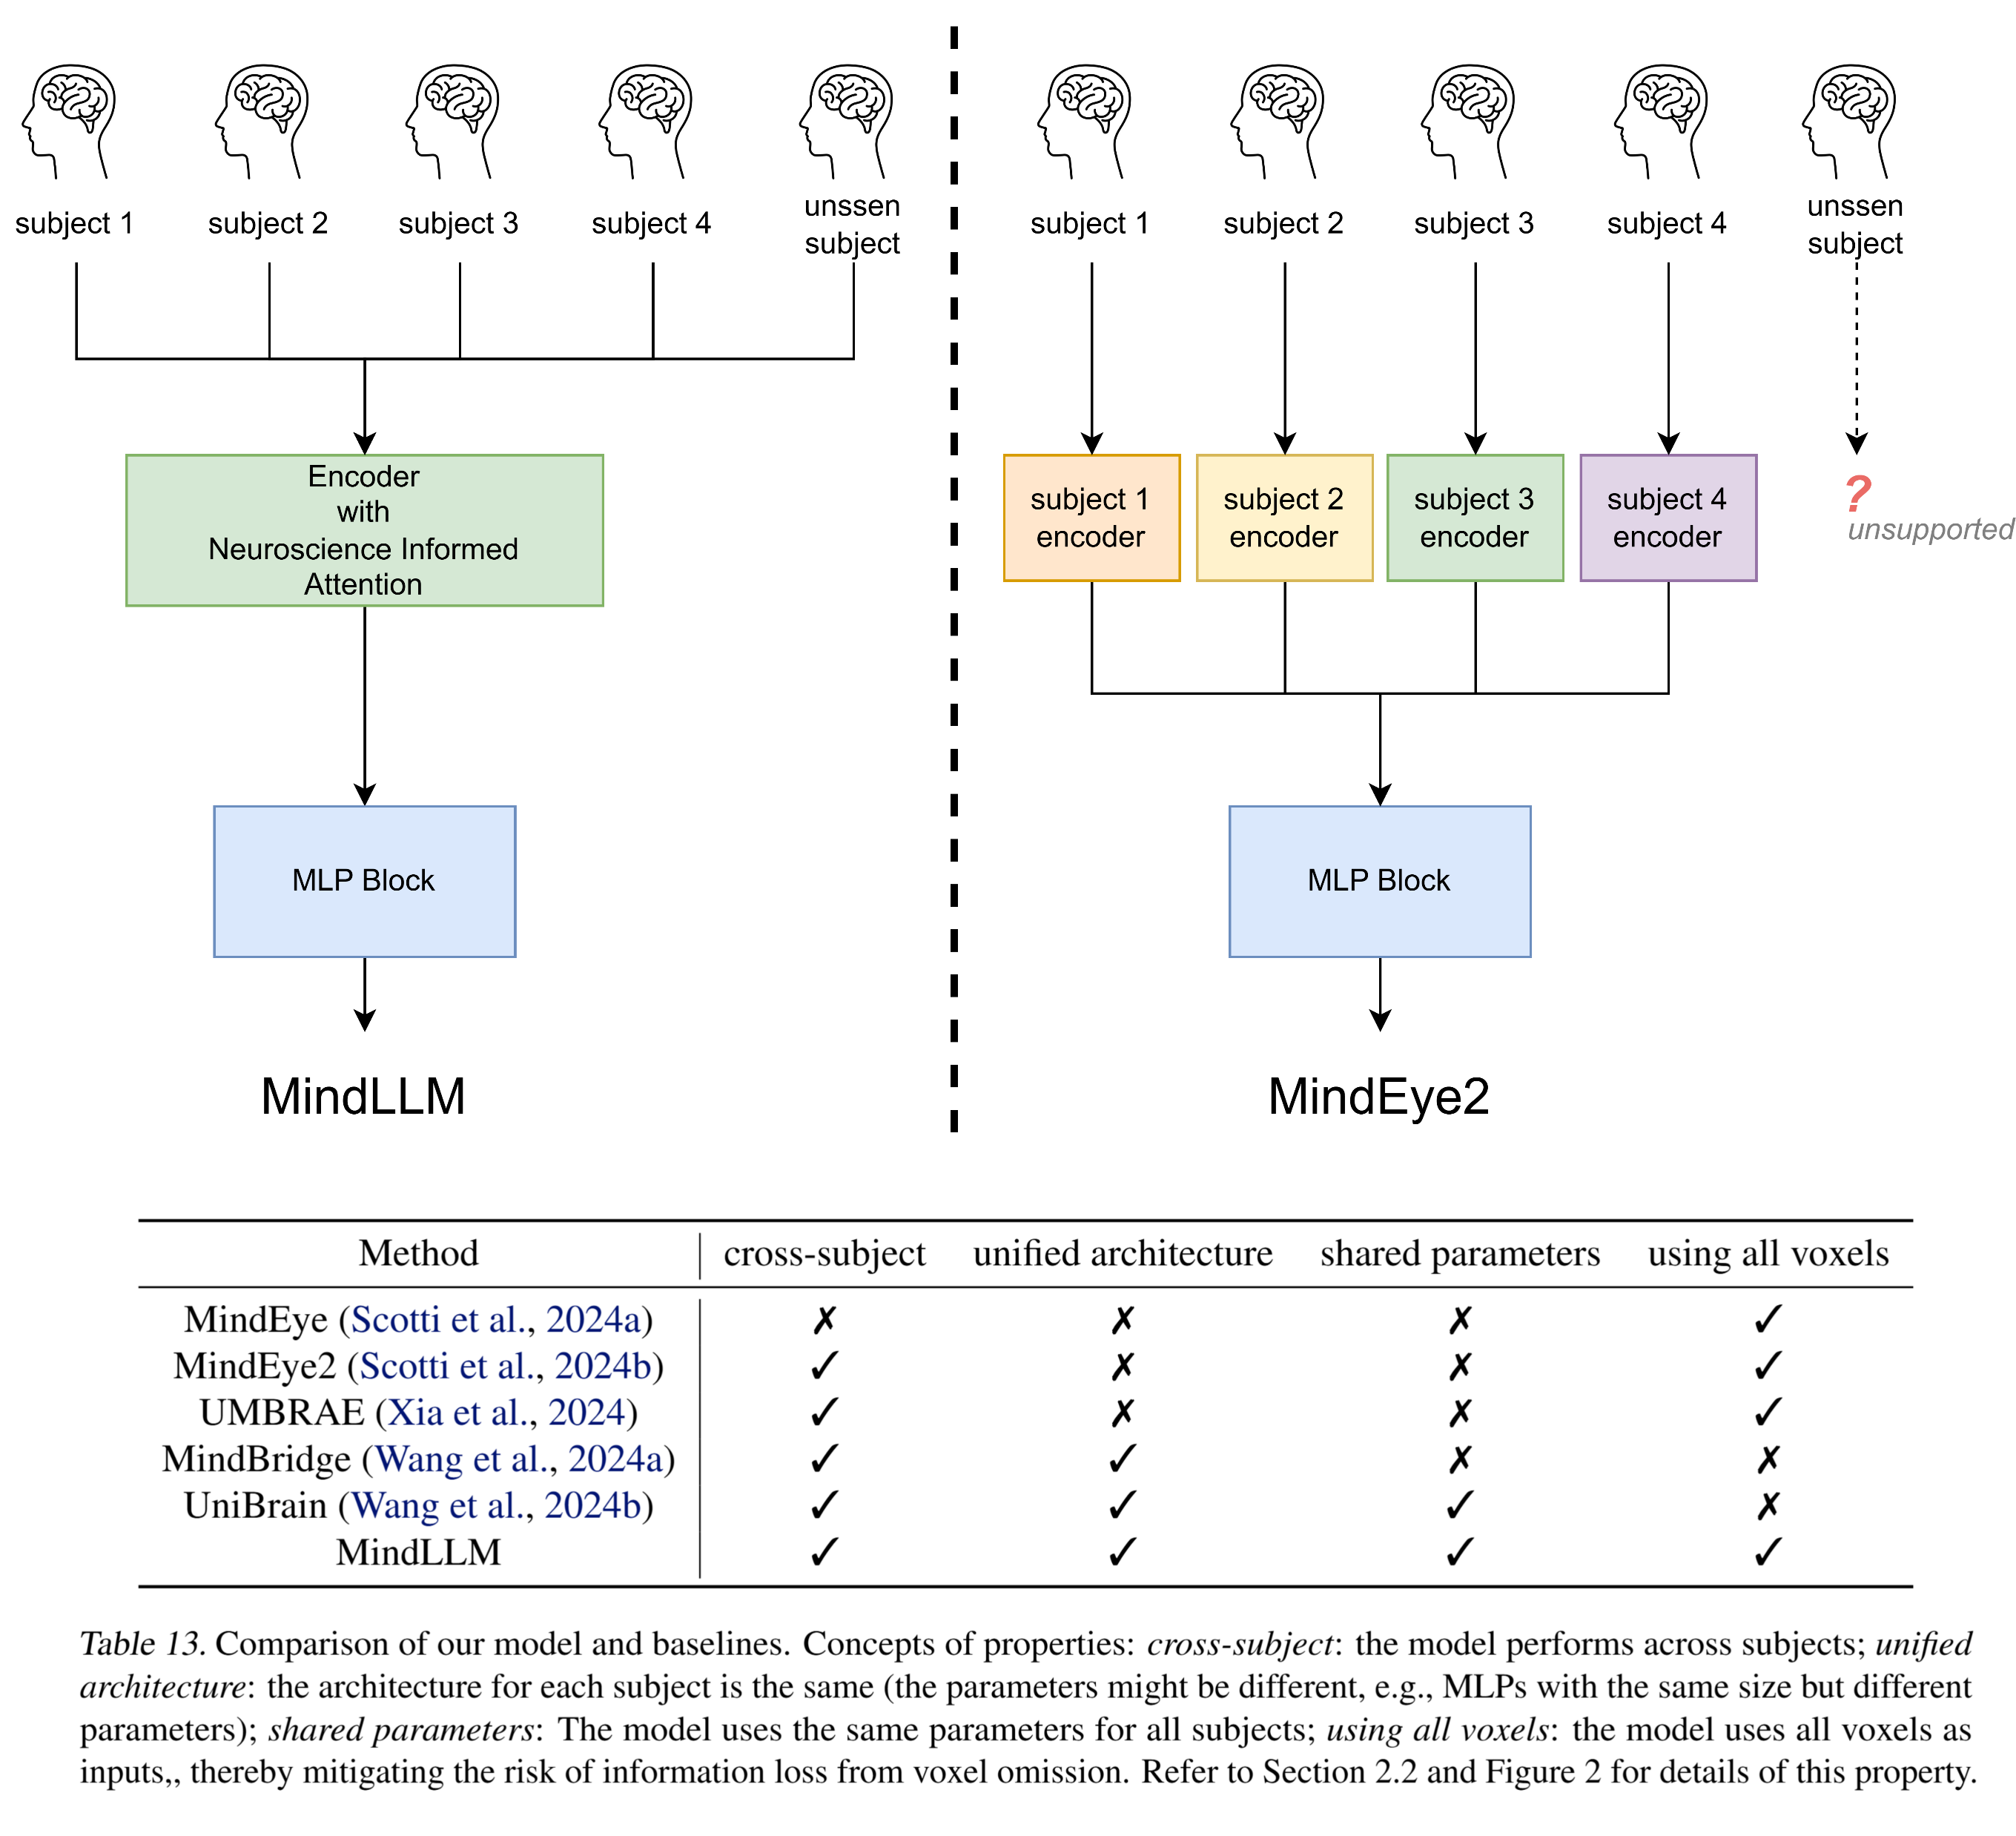 subject 1
subject 2
subject 3
subject 4
unssen
subject
Encoder
with
Neuroscience Informed
Attention
MLP Block
MindLLM
subject 1
subject 2
subject 3
subject 4
unssen
subject
subject 1
encoder
subject 2
encoder
subject 3
encoder
subject 4
encoder
?
unsupported
MLP Block
MindEye2
Method cross-subject unified architecture shared parameters using all voxels
MindEye (Scotti et al., 2024a) ✗ ✗ ✗ ✓
MindEye2 (Scotti et al., 2024b) ✓ ✗ ✗ ✓
UMBRAE (Xia et al., 2024) ✓ ✗ ✗ ✓
MindBridge (Wang et al., 2024a) ✓ ✓ ✗ ✗
UniBrain (Wang et al., 2024b) ✓ ✓ ✓ ✗
MindLLM ✓ ✓ ✓ ✓
Table 13. Comparison of our model and baselines. Concepts of properties: cross-subject: the model performs across subjects; unified
architecture: the architecture for each subject is the same (the parameters might be different, e.g., MLPs with the same size but different
parameters); shared parameters: The model uses the same parameters for all subjects; using all voxels: the model uses all voxels as
inputs,, thereby mitigating the risk of information loss from voxel omission. Refer to Section 2.2 and Figure 2 for details of this property.